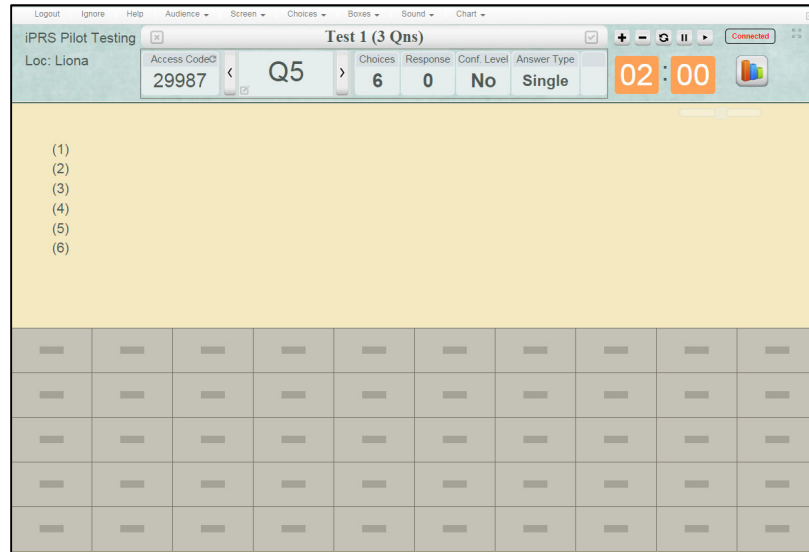 Logout Ignore Help Audience Screen Choices Boxes Sound Chart
iPRS Pilot Testing
Test 1 (3 Qns)
Connected
Loc: Liona
Access Code
29987
Q5
Choices
6
Response
0
Conf. Level
No
Answer Type
Single
02:00
(1)
(2)
(3)
(4)
(5)
(6)